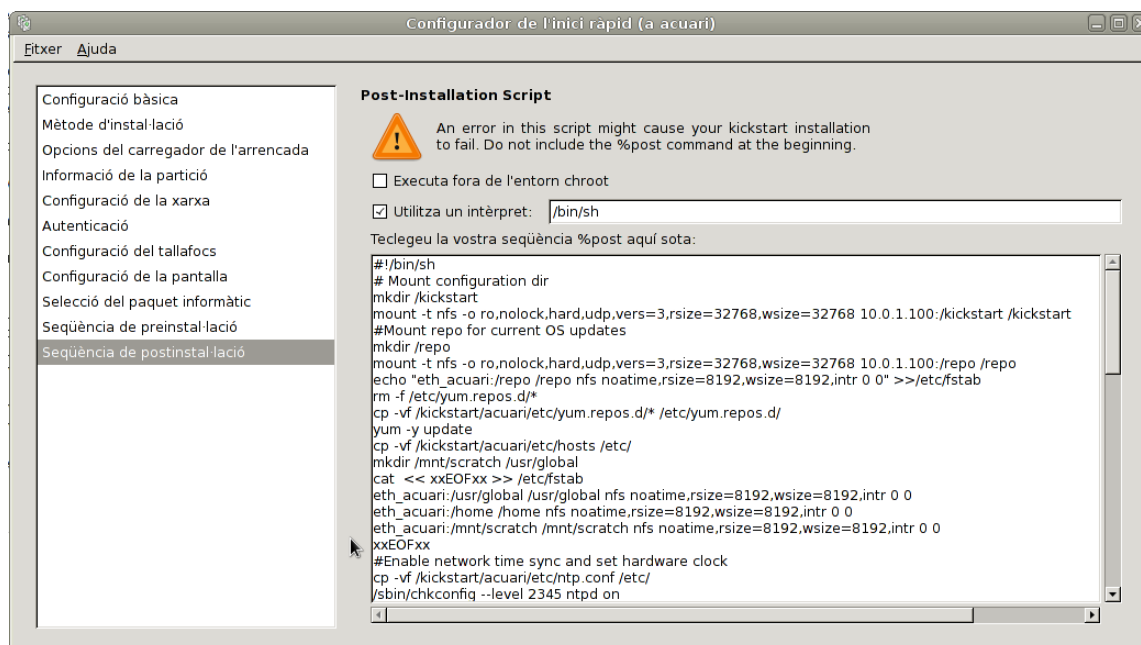 Configurador de l'inici ràpid (a acuari)
Fitxer Ajuda
Configuració bàsica
Mètode d'instal·lació
Opcions del carregador de l'arrencada
Informació de la partició
Configuració de la xarxa
Autenticació
Configuració del tallafocs
Configuració de la pantalla
Selecció del paquet informàtic
Seqüència de preinstal·lació
Seqüència de postinstal·lació
Post-Installation Script
An error in this script might cause your kickstart installation
to fail. Do not include the %post command at the beginning.
Executa fora de l'entorn chroot
Utilitza un intèrpret: /bin/sh
Teclegeu la vostra seqüència %post aquí sota:
#!/bin/sh
# Mount configuration dir
mkdir /kickstart
mount -t nfs -o ro,nolock,hard,udp,vers=3,rsize=32768,wsize=32768 10.0.1.100:/kickstart /kickstart
#Mount repo for current OS updates
mkdir /repo
mount -t nfs -o ro,nolock,hard,udp,vers=3,rsize=32768,wsize=32768 10.0.1.100:/repo /repo
echo "eth_acuari:/repo /repo nfs noatime,rsize=8192,wsize=8192,intr 0 0" >>/etc/fstab
rm -f /etc/yum.repos.d/*
cp -vf /kickstart/acuari/etc/yum.repos.d/* /etc/yum.repos.d/
yum -y update
cp -vf /kickstart/acuari/etc/hosts /etc/
mkdir /mnt/scratch /usr/global
cat  << xxEOFxx >> /etc/fstab
eth_acuari:/usr/global /usr/global nfs noatime,rsize=8192,wsize=8192,intr 0 0
eth_acuari:/home /home nfs noatime,rsize=8192,wsize=8192,intr 0 0
eth_acuari:/mnt/scratch /mnt/scratch nfs noatime,rsize=8192,wsize=8192,intr 0 0
xxEOFxx
#Enable network time sync and set hardware clock
cp -vf /kickstart/acuari/etc/ntp.conf /etc/
/sbin/chkconfig --level 2345 ntpd on